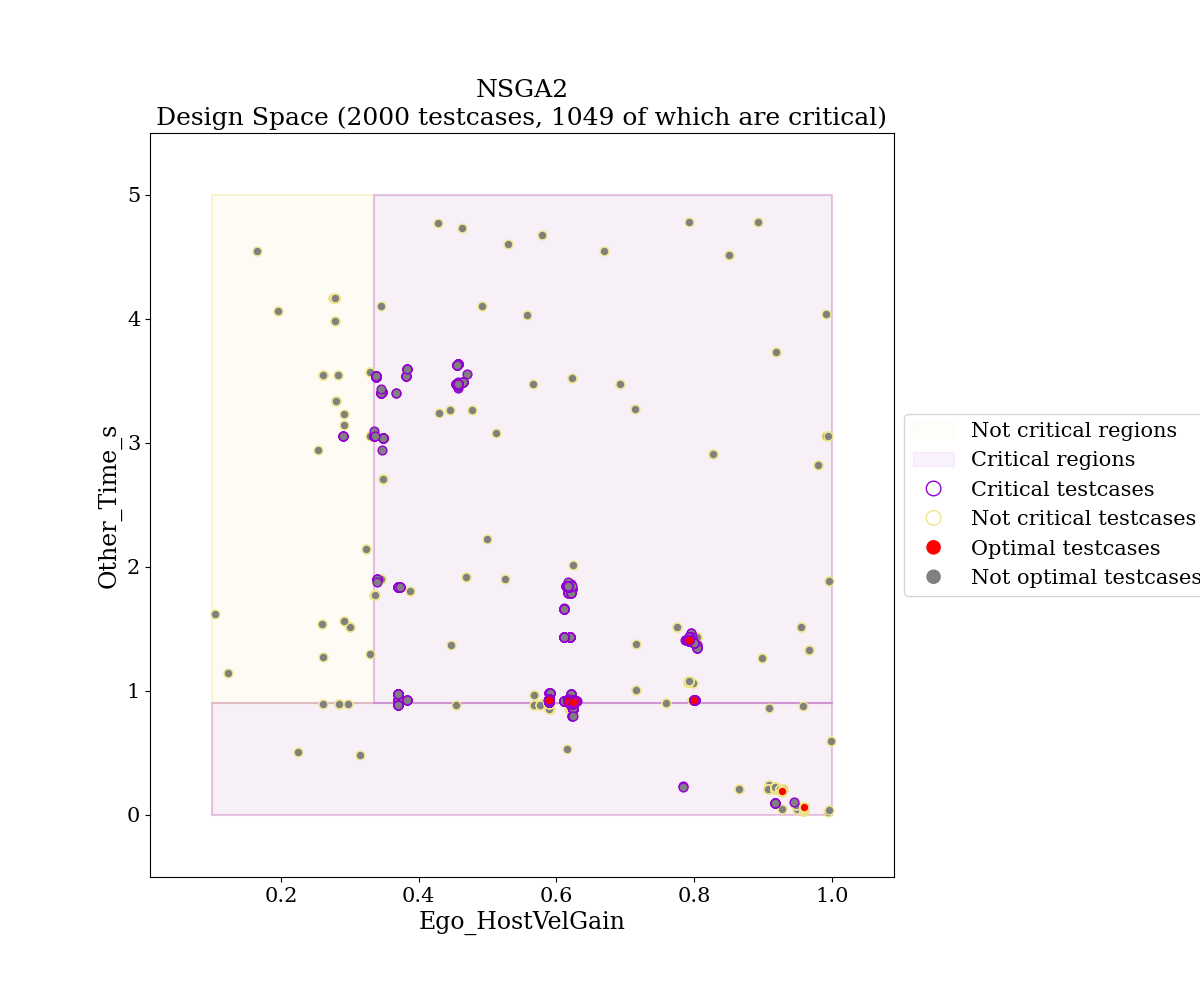 NSGA2
Design Space (2000 testcases, 1049 of which are critical)
5
4
3
2
1
0
Other_Time_s
0.2
0.4
0.6
0.8
1.0
Ego_HostVelGain
Not critical regions
Critical regions
Critical testcases
Not critical testcases
Optimal testcases
Not optimal testcases